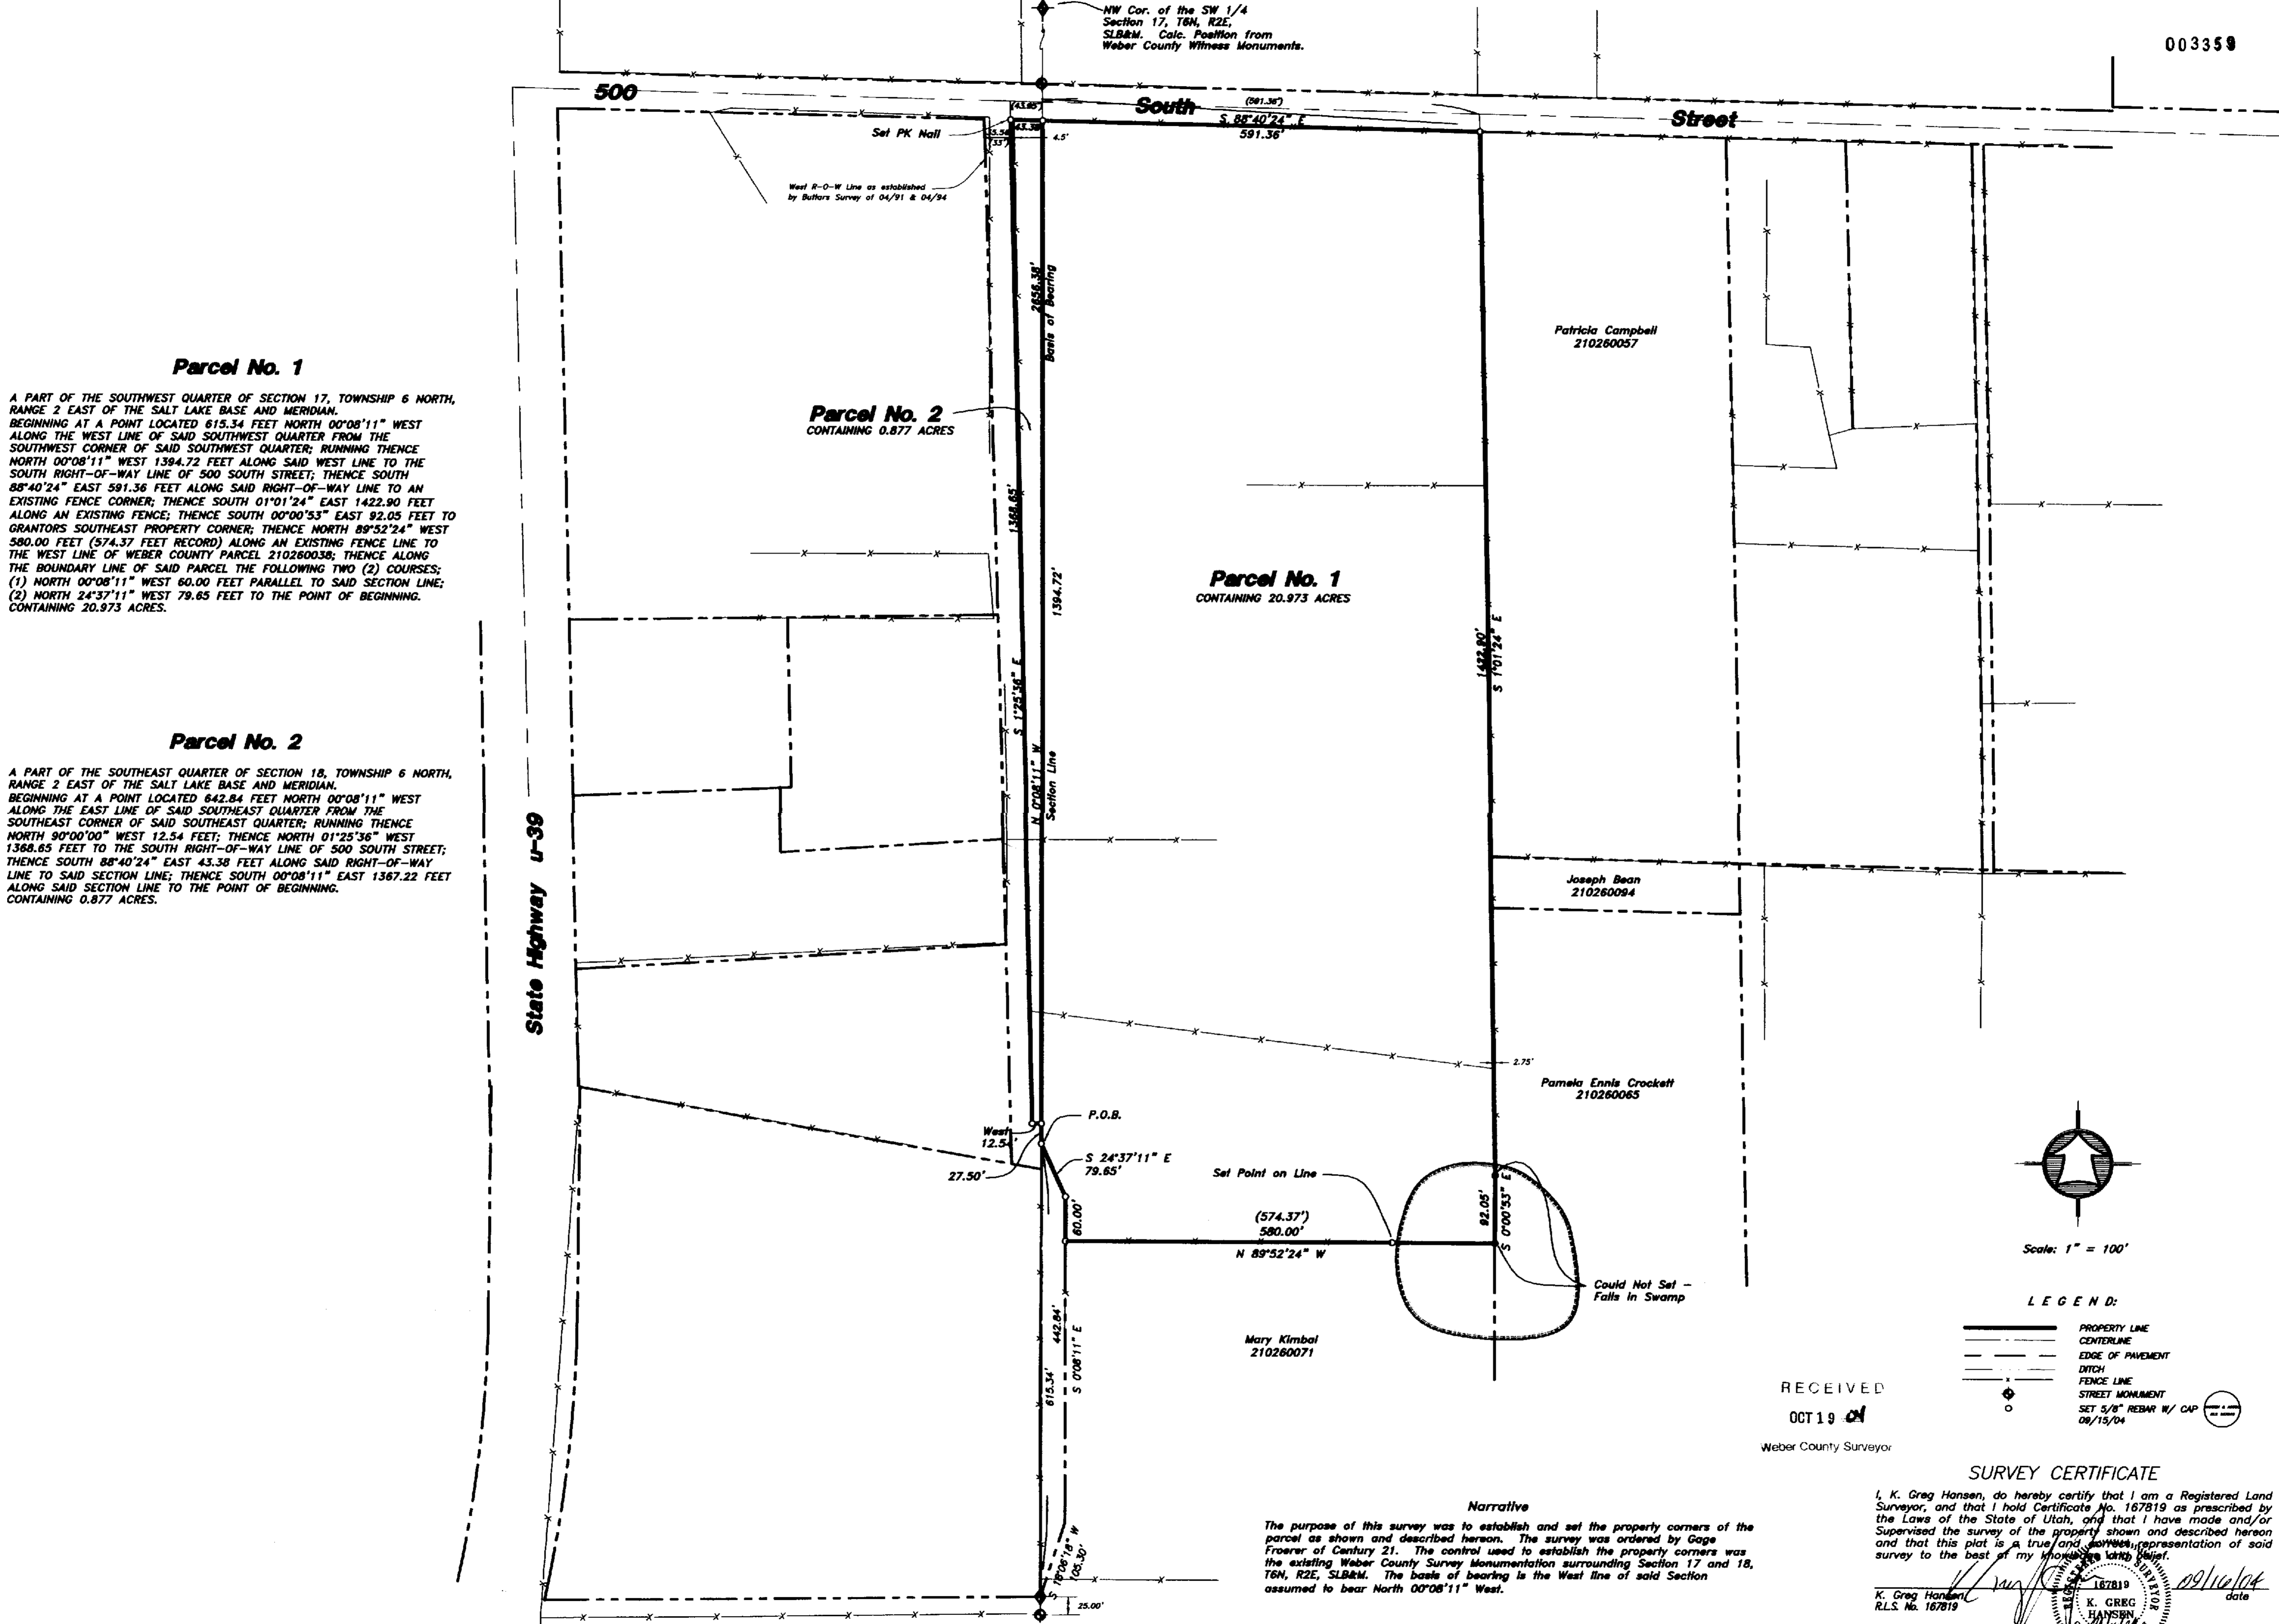 NW Cor. of the SW 1/4
Section 17, T6N, R2E,
SLB&M. Calc. Position from
Weber County Witness Monuments.
003359
500
South
Street
(43.65')
43.38'
(33')
4.5'
(591.36')
S 88°40'24" E
591.36'
Set PK Nail
West R-O-W Line as established
by Buttars Survey of 04/91 & 04/94
2656.38'
Basis of Bearing
Patricia Campbell
210260057
Parcel No. 1
A PART OF THE SOUTHWEST QUARTER OF SECTION 17, TOWNSHIP 6 NORTH,
RANGE 2 EAST OF THE SALT LAKE BASE AND MERIDIAN.
BEGINNING AT A POINT LOCATED 615.34 FEET NORTH 00°08'11" WEST
ALONG THE WEST LINE OF SAID SOUTHWEST QUARTER FROM THE
SOUTHWEST CORNER OF SAID SOUTHWEST QUARTER; RUNNING THENCE
NORTH 00°08'11" WEST 1394.72 FEET ALONG SAID WEST LINE TO THE
SOUTH RIGHT-OF-WAY LINE OF 500 SOUTH STREET; THENCE SOUTH
88°40'24" EAST 591.36 FEET ALONG SAID RIGHT-OF-WAY LINE TO AN
EXISTING FENCE CORNER; THENCE SOUTH 01°01'24" EAST 1422.90 FEET
ALONG AN EXISTING FENCE; THENCE SOUTH 00°00'53" EAST 92.05 FEET TO
GRANTORS SOUTHEAST PROPERTY CORNER; THENCE NORTH 89°52'24" WEST
580.00 FEET (574.37 FEET RECORD) ALONG AN EXISTING FENCE LINE TO
THE WEST LINE OF WEBER COUNTY PARCEL 210260038; THENCE ALONG
THE BOUNDARY LINE OF SAID PARCEL THE FOLLOWING TWO (2) COURSES;
(1) NORTH 00°08'11" WEST 60.00 FEET PARALLEL TO SAID SECTION LINE;
(2) NORTH 24°37'11" WEST 79.65 FEET TO THE POINT OF BEGINNING.
CONTAINING 20.973 ACRES.
Parcel No. 2
CONTAINING 0.877 ACRES
1368.65'
S 1°25'36" E
1394.72'
N 0°08'11" W
Section Line
Parcel No. 1
CONTAINING 20.973 ACRES
1422.90'
S 1°01'24" E
Parcel No. 2
A PART OF THE SOUTHEAST QUARTER OF SECTION 18, TOWNSHIP 6 NORTH,
RANGE 2 EAST OF THE SALT LAKE BASE AND MERIDIAN.
BEGINNING AT A POINT LOCATED 642.84 FEET NORTH 00°08'11" WEST
ALONG THE EAST LINE OF SAID SOUTHEAST QUARTER FROM THE
SOUTHEAST CORNER OF SAID SOUTHEAST QUARTER; RUNNING THENCE
NORTH 90°00'00" WEST 12.54 FEET; THENCE NORTH 01°25'36" WEST
1368.65 FEET TO THE SOUTH RIGHT-OF-WAY LINE OF 500 SOUTH STREET;
THENCE SOUTH 88°40'24" EAST 43.38 FEET ALONG SAID RIGHT-OF-WAY
LINE TO SAID SECTION LINE; THENCE SOUTH 00°08'11" EAST 1367.22 FEET
ALONG SAID SECTION LINE TO THE POINT OF BEGINNING.
CONTAINING 0.877 ACRES.
State Highway u-39
Joseph Bean
210260094
2.75'
Pamela Ennis Crockett
210260065
P.O.B.
West
12.54'
27.50'
S 24°37'11" E
79.65'
60.00'
Set Point on Line
(574.37')
580.00'
N 89°52'24" W
92.05'
S 0°00'53" E
Could Not Set -
Falls in Swamp
Mary Kimbal
210260071
442.84'
S 0°08'11" E
615.34'
S 18°06'18" W
105.30'
25.00'
Scale: 1" = 100'
LEGEND:
PROPERTY LINE
CENTERLINE
EDGE OF PAVEMENT
DITCH
FENCE LINE
STREET MONUMENT
SET 5/8" REBAR W/ CAP
09/15/04
RECEIVED
OCT 19 04
Weber County Surveyor
Narrative
The purpose of this survey was to establish and set the property corners of the
parcel as shown and described hereon. The survey was ordered by Gage
Froerer of Century 21. The control used to establish the property corners was
the existing Weber County Survey Monumentation surrounding Section 17 and 18,
T6N, R2E, SLB&M. The basis of bearing is the West line of said Section
assumed to bear North 00°08'11" West.
SURVEY CERTIFICATE
I, K. Greg Hansen, do hereby certify that I am a Registered Land
Surveyor, and that I hold Certificate No. 167819 as prescribed by
the Laws of the State of Utah, and that I have made and/or
Supervised the survey of the property shown and described hereon
and that this plat is a true and correct representation of said
survey to the best of my knowledge and belief.
K. Greg Hansen
R.L.S. No. 167819
09/16/04
date
167819
K. GREG
HANSEN